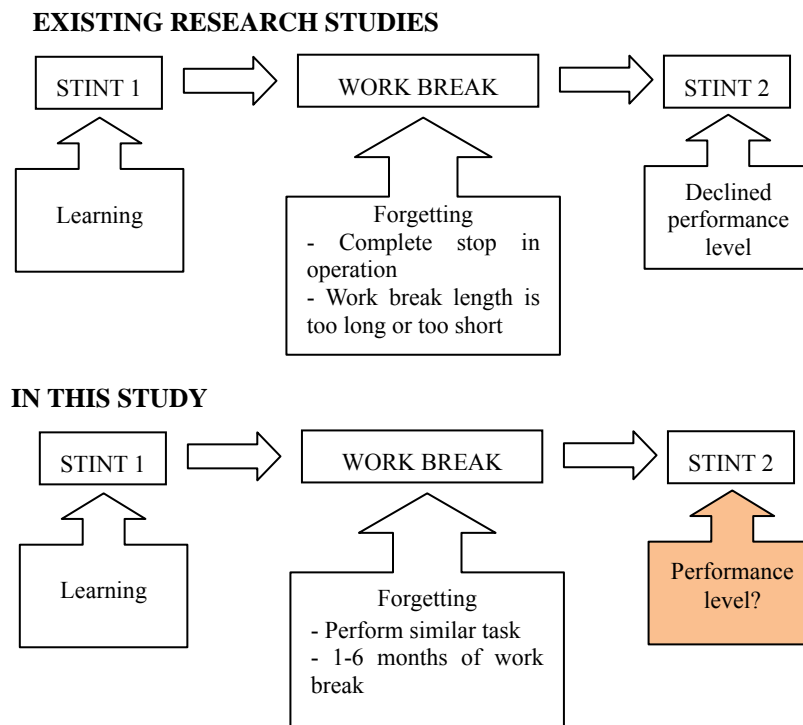 EXISTING RESEARCH STUDIES
STINT 1
WORK BREAK
STINT 2
Learning
Forgetting
- Complete stop in
operation
- Work break length is
too long or too short
Declined
performance
level
IN THIS STUDY
STINT 1
WORK BREAK
STINT 2
Learning
Forgetting
- Perform similar task
- 1-6 months of work
break
Performance
level?